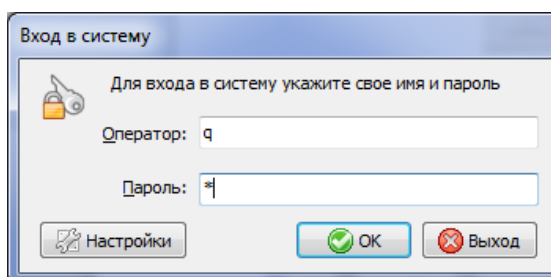 Вход в систему
Для входа в систему укажите свое имя и пароль
Оператор: q
Пароль: *
Настройки OK Выход